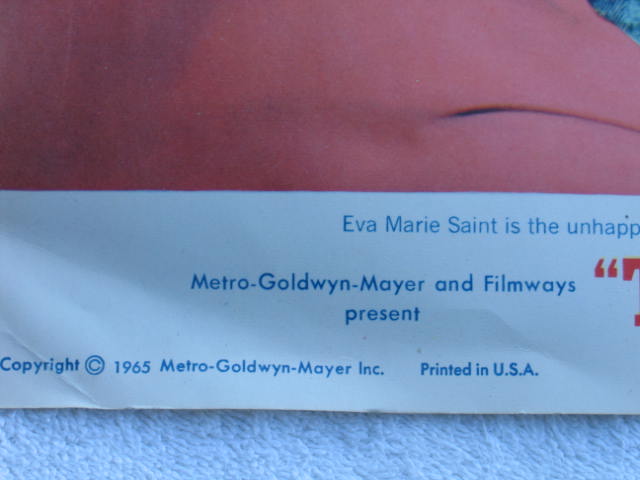 Eva Marie Saint is the unhapp
Metro-Goldwyn-Mayer and Filmways
present
“T
Copyright © 1965 Metro-Goldwyn-Mayer Inc. Printed in U.S.A.